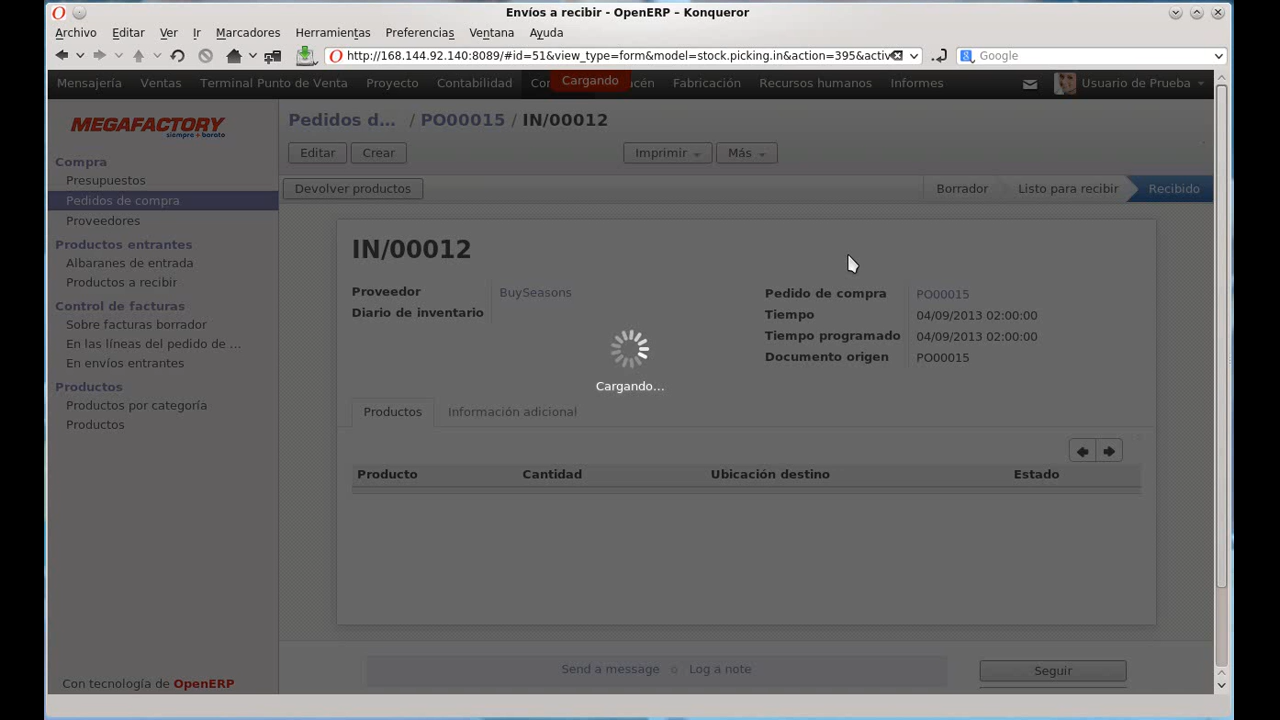 Envíos a recibir - OpenERP – Konqueror
Archivo Editar Ver Ir Marcadores Herramientas Preferencias Ventana Ayuda
http://168.144.92.140:8089/#id=51&view_type=form&model=stock.picking.in&action=395&activ Google
Mensajería Ventas Terminal Punto de Venta Proyecto Contabilidad Cargando Fabricación Recursos humanos Informes Usuario de Prueba
MEGAFACTORY
siempre + barato
Pedidos d... / PO00015 / IN/00012
Editar Crear Imprimir Más
Devolver productos Borrador Listo para recibir Recibido
Compra
Presupuestos
Pedidos de compra
Proveedores
Productos entrantes
Albaranes de entrada
Productos a recibir
Control de facturas
Sobre facturas borrador
En las líneas del pedido de ...
En envíos entrantes
Productos
Productos por categoría
Productos
Con tecnología de OpenERP
IN/00012
Proveedor BuySeasons
Diario de inventario
Pedido de compra PO00015
Tiempo 04/09/2013 02:00:00
Tiempo programado 04/09/2013 02:00:00
Documento origen PO00015
Cargando...
Productos Información adicional
Producto Cantidad Ubicación destino Estado
Send a message o Log a note Seguir